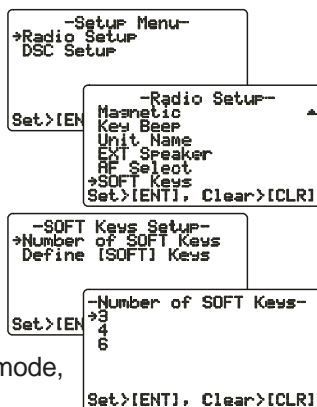 -Setup Menu-
→Radio Setup
DSC Setup
Set>[EN
-Radio Setup-
Magnetic
Key Beep
Unit Name
EXT Speaker
AF Select
→SOFT Keys
Set>[ENT], Clear>[CLR]
-SOFT Keys Setup-
→Number of SOFT Keys
Define [SOFT] Keys
Set>[EN
-Number of SOFT Keys-
→3
4
6
Set>[ENT], Clear>[CLR]
mode,